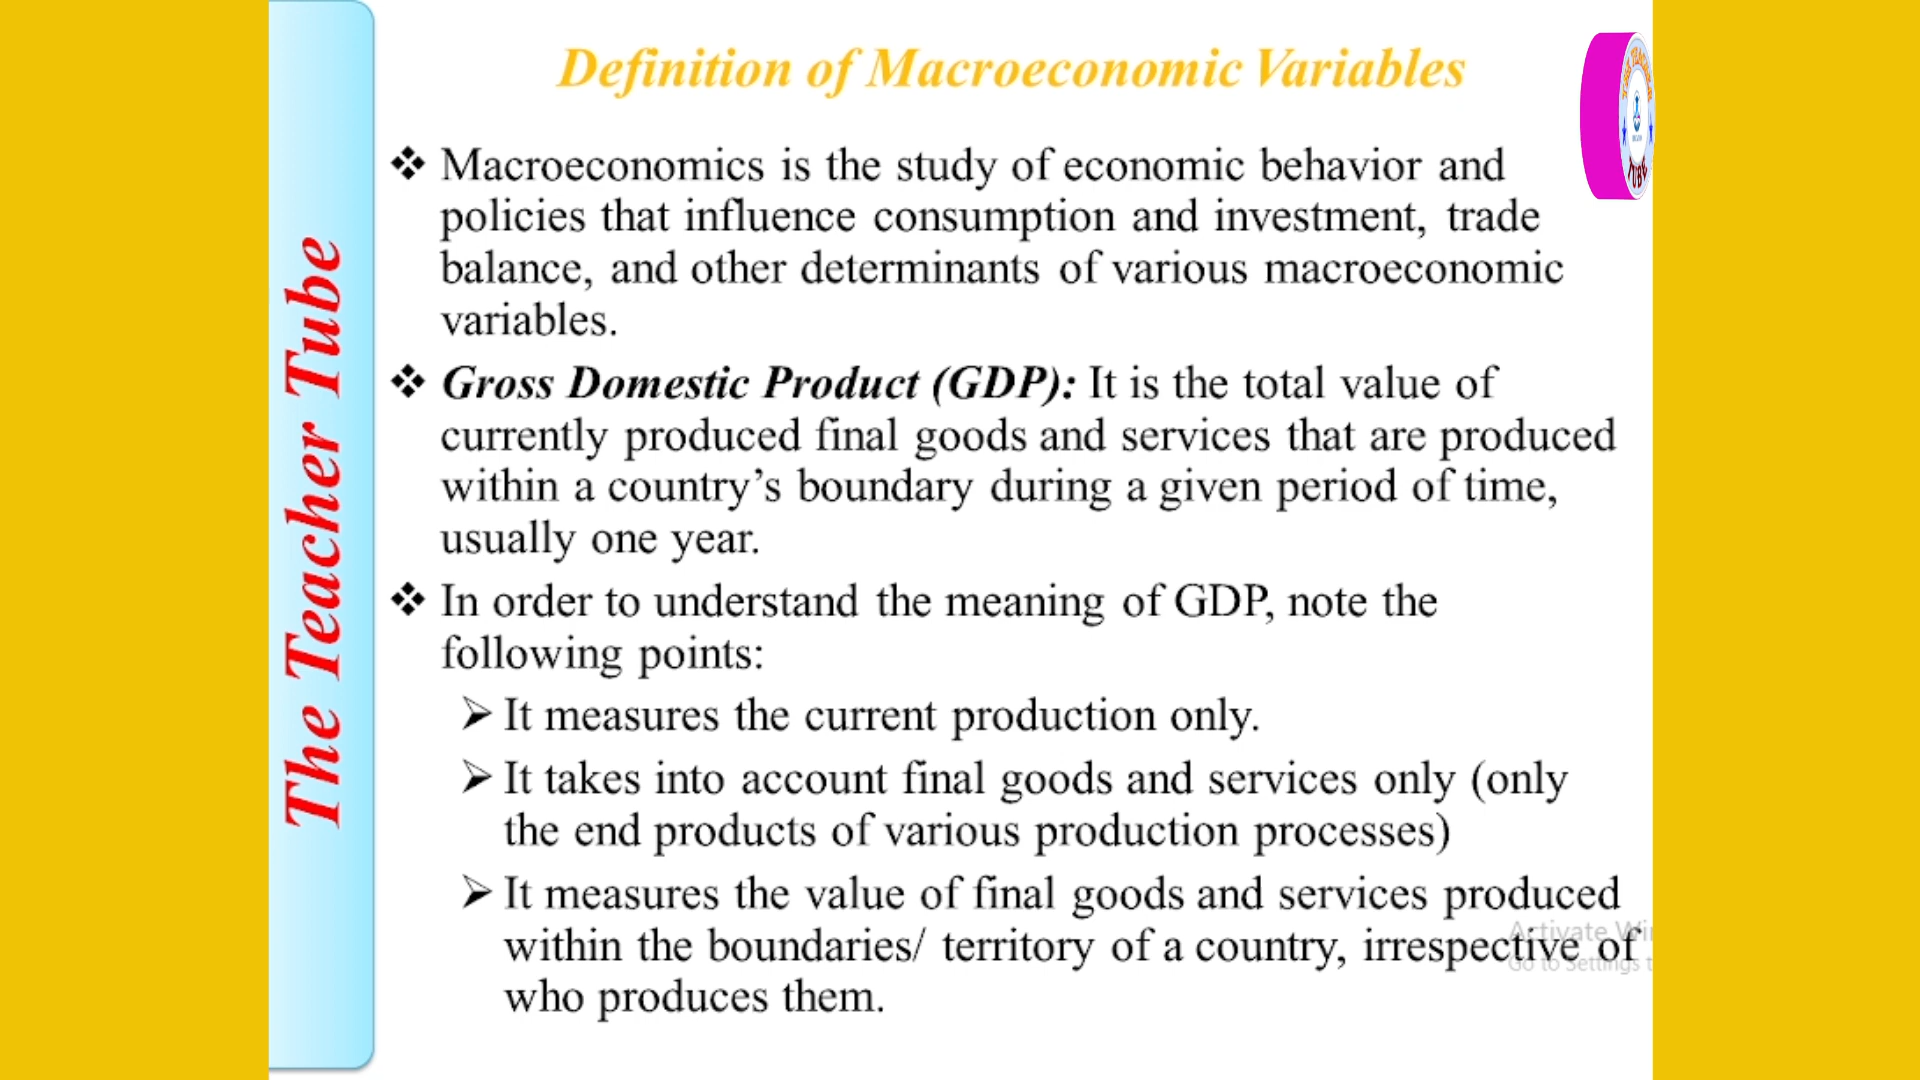 Definition of Macroeconomic Variables
The Teacher Tube
❖ Macroeconomics is the study of economic behavior and
policies that influence consumption and investment, trade
balance, and other determinants of various macroeconomic
variables.
❖ Gross Domestic Product (GDP): It is the total value of
currently produced final goods and services that are produced
within a country’s boundary during a given period of time,
usually one year.
❖ In order to understand the meaning of GDP, note the
following points:
➢ It measures the current production only.
➢ It takes into account final goods and services only (only
the end products of various production processes)
➢ It measures the value of final goods and services produced
within the boundaries/ territory of a country, irrespective of
who produces them.
Activate Wi
Go to Settings t